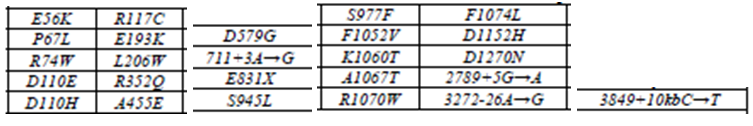 E56K R117C S977F F1074L
P67L E193K D579G F1052V D1152H
R74W L206W 711+3A→G K1060T D1270N
D110E R352Q E831X A1067T 2789+5G→A
D110H A455E S945L R1070W 3272-26A→G 3849+10kbC→T